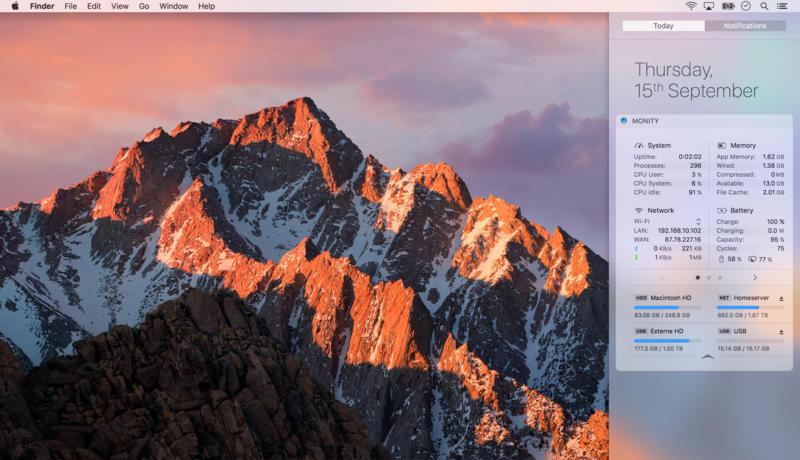 Finder File Edit View Go Window Help
Today Notifications
Thursday,
15th September
MONITY
System
Uptime: 0:02:02
Processes: 296
CPU User: 3 %
CPU System: 6 %
CPU Idle: 91 %
Memory
App Memory: 1.62 GB
Wired: 1.38 GB
Compressed: 0 MB
Available: 13.0 GB
File Cache: 2.01 GB
Network
Wi-Fi
LAN: 192.168.10.102
WAN: 87.78.227.16
0 KB/s 221 KB
1 KB/s 1 MB
Battery
Charge: 100 %
Charging: 0.0 W
Capacity: 95 %
Cycles: 75
58 % 77 %
HDD Macintosh HD
83.08 GB / 249.8 GB
NET Homeserver
682.0 GB / 1.87 TB
USB Externe HD
177.3 GB / 1.00 TB
USB USB
15.14 GB / 15.17 GB